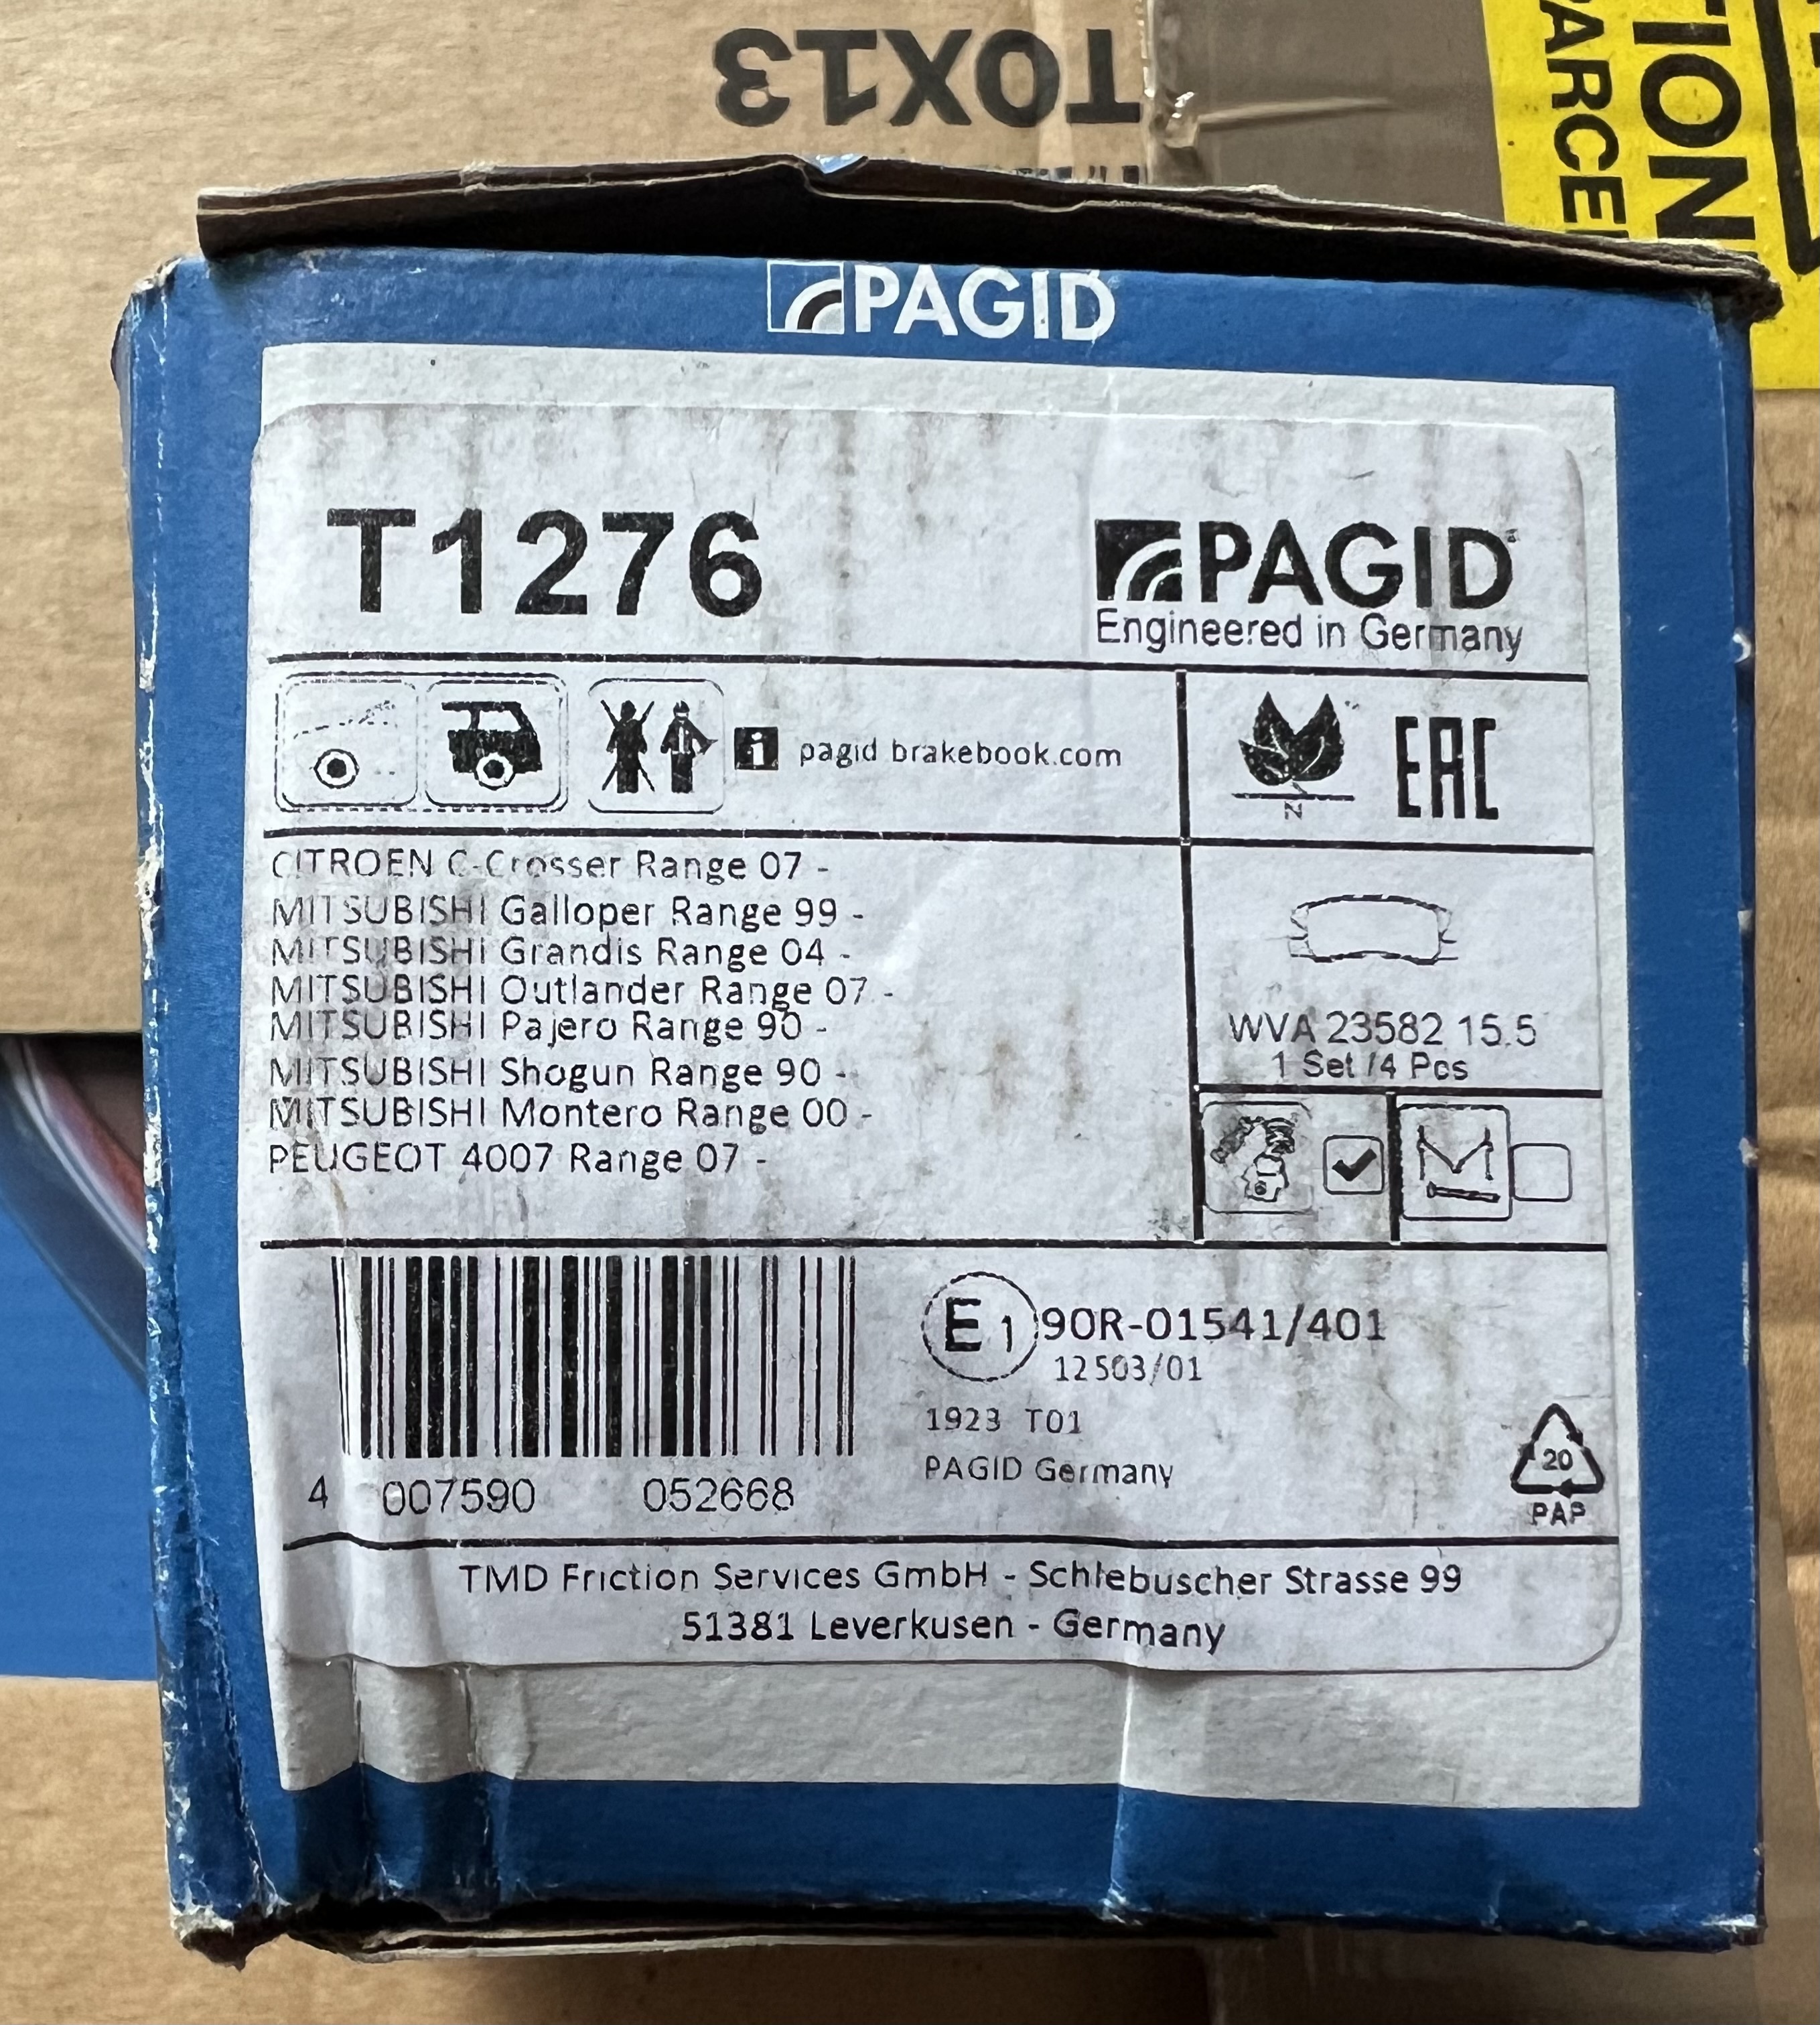 TOX13
TION
PARCE
PAGID
T1276
PAGID
Engineered in Germany
i pagid brakebook.com
N
EAC
CITROEN C-Crosser Range 07 -
MITSUBISHI Galloper Range 99 -
MITSUBISHI Grandis Range 04 -
MITSUBISHI Outlander Range 07 -
MITSUBISHI Pajero Range 90 -
MITSUBISHI Shogun Range 90 -
MITSUBISHI Montero Range 00 -
PEUGEOT 4007 Range 07 -
WVA 23582 15.5
1 Set /4 Pcs
E1 90R-01541/401
12503/01
1923 T01
PAGID Germany
4 007590 052668
20
PAP
TMD Friction Services GmbH - Schlebuscher Strasse 99
51381 Leverkusen - Germany